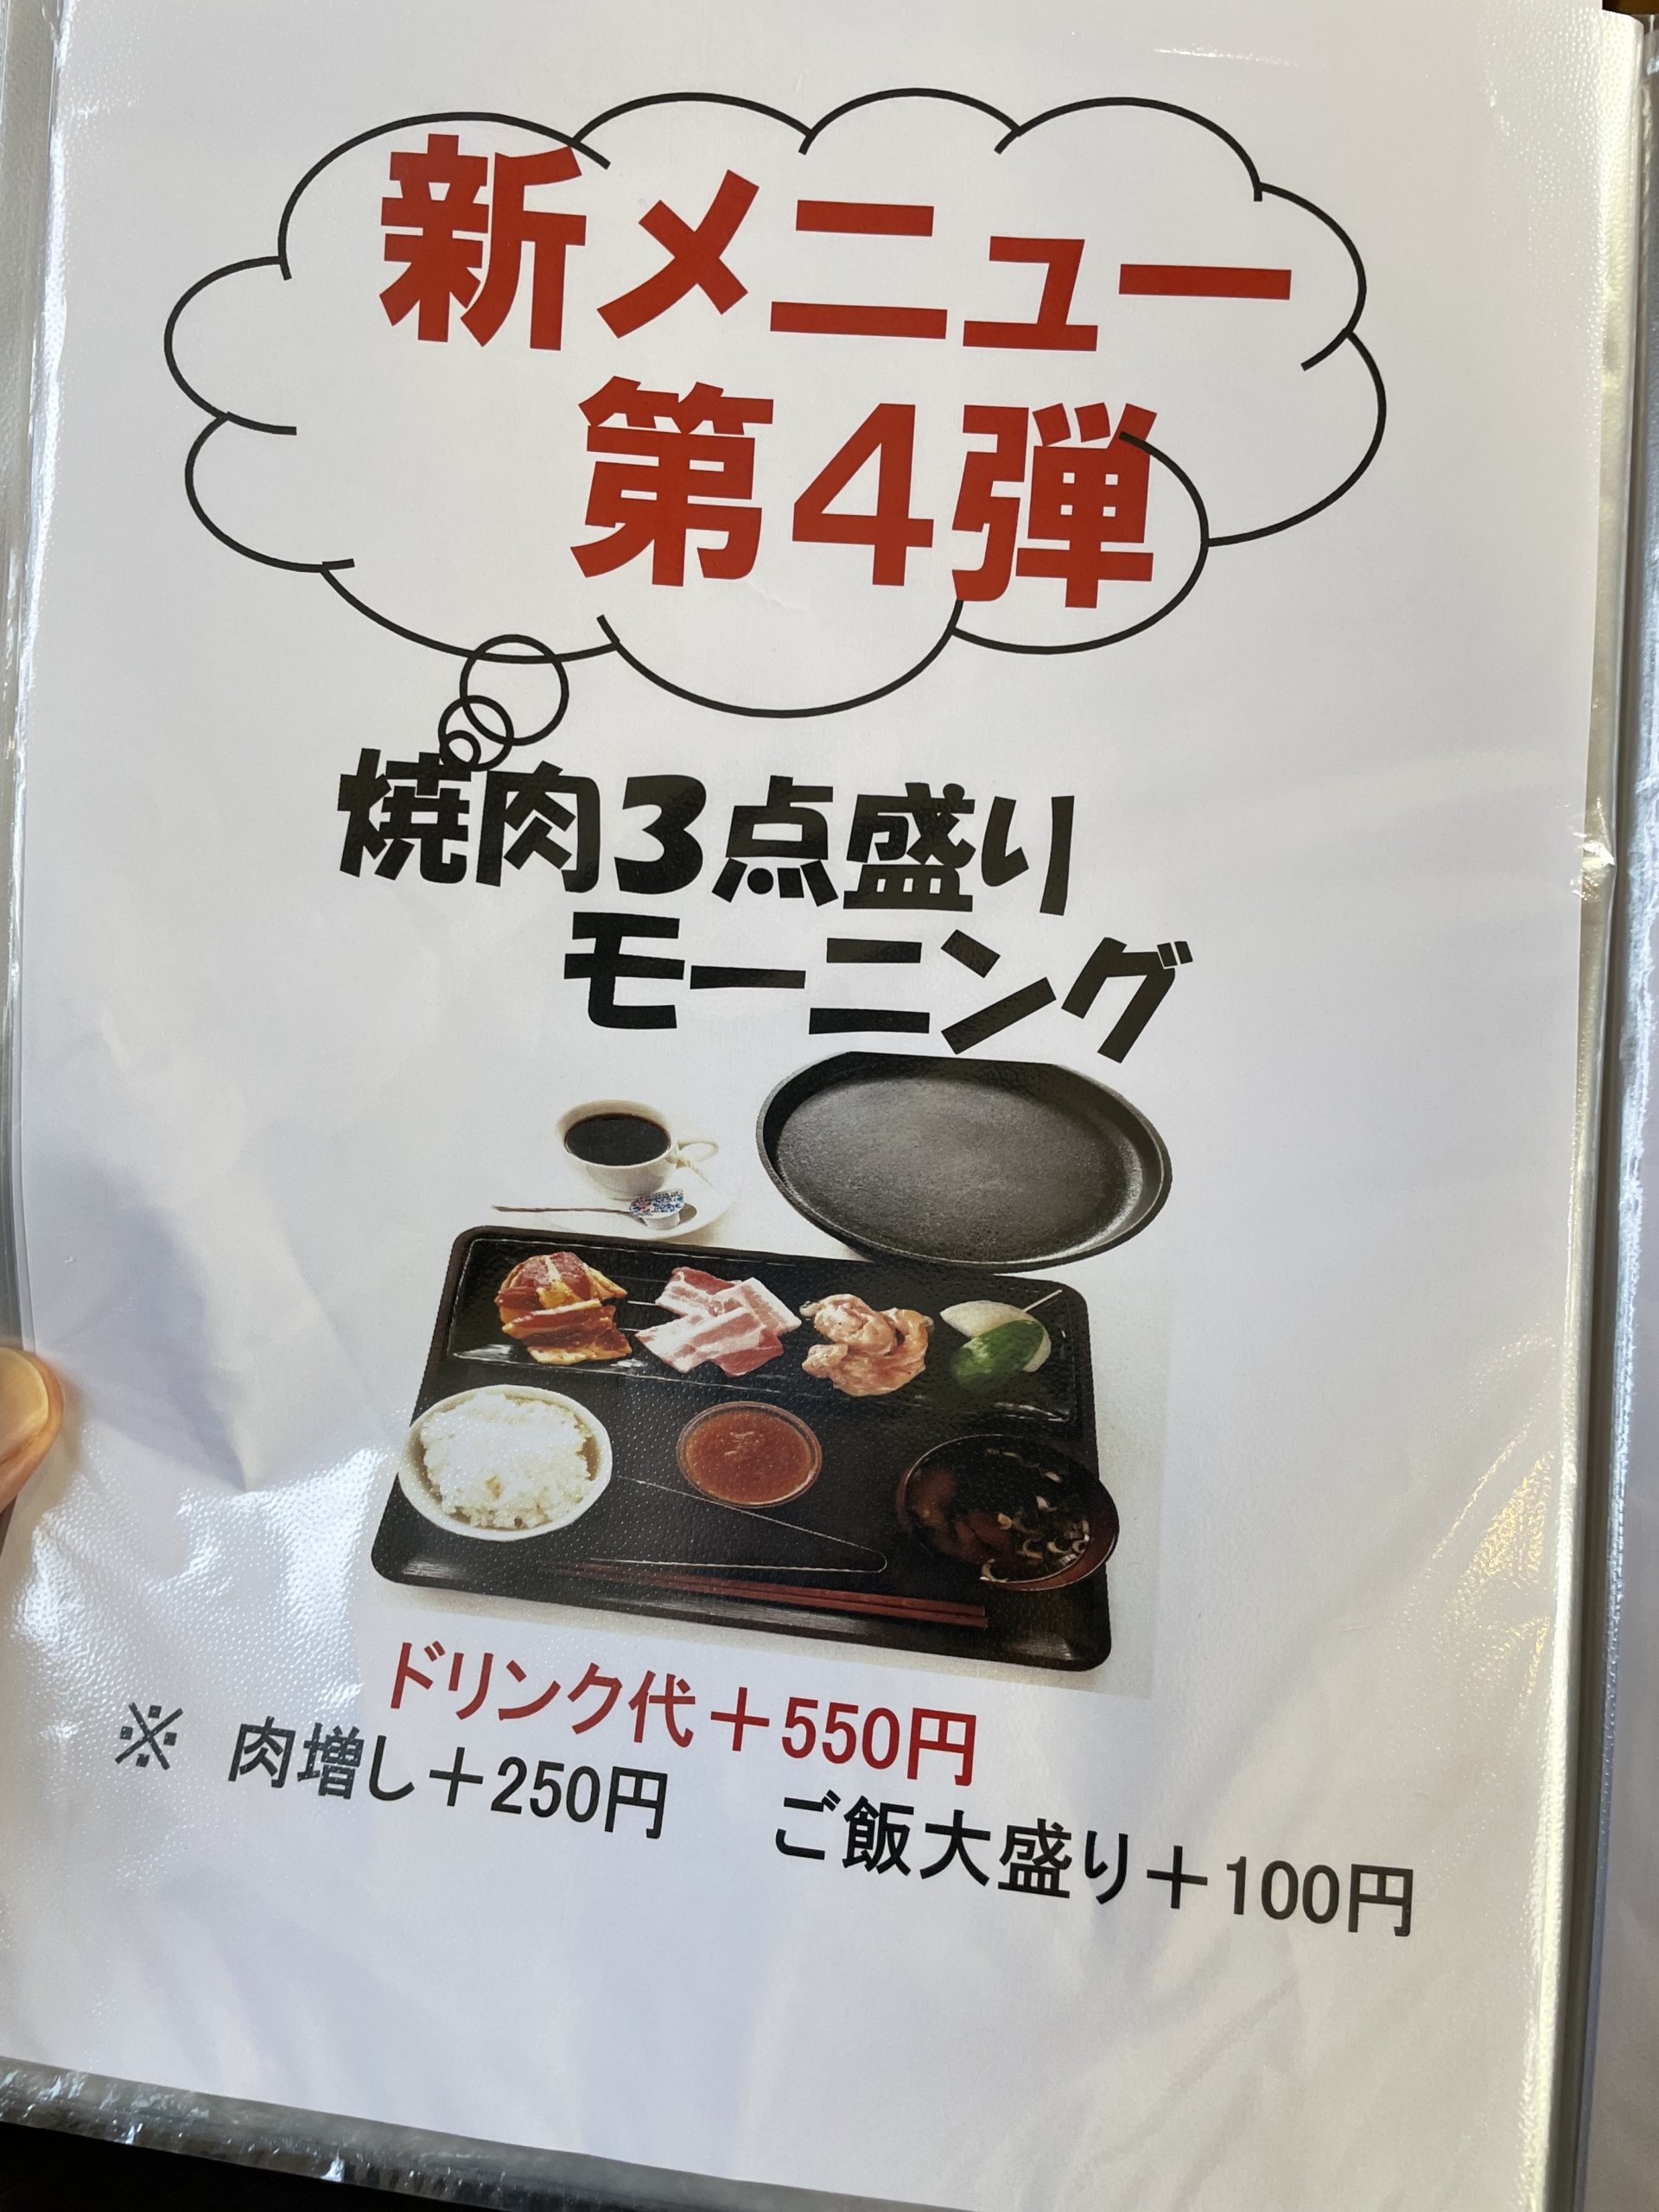 新メニュー
第4弾
焼肉3点盛り
モーニング
ドリンク代+550円
※ 肉増し+250円 ご飯大盛り+100円